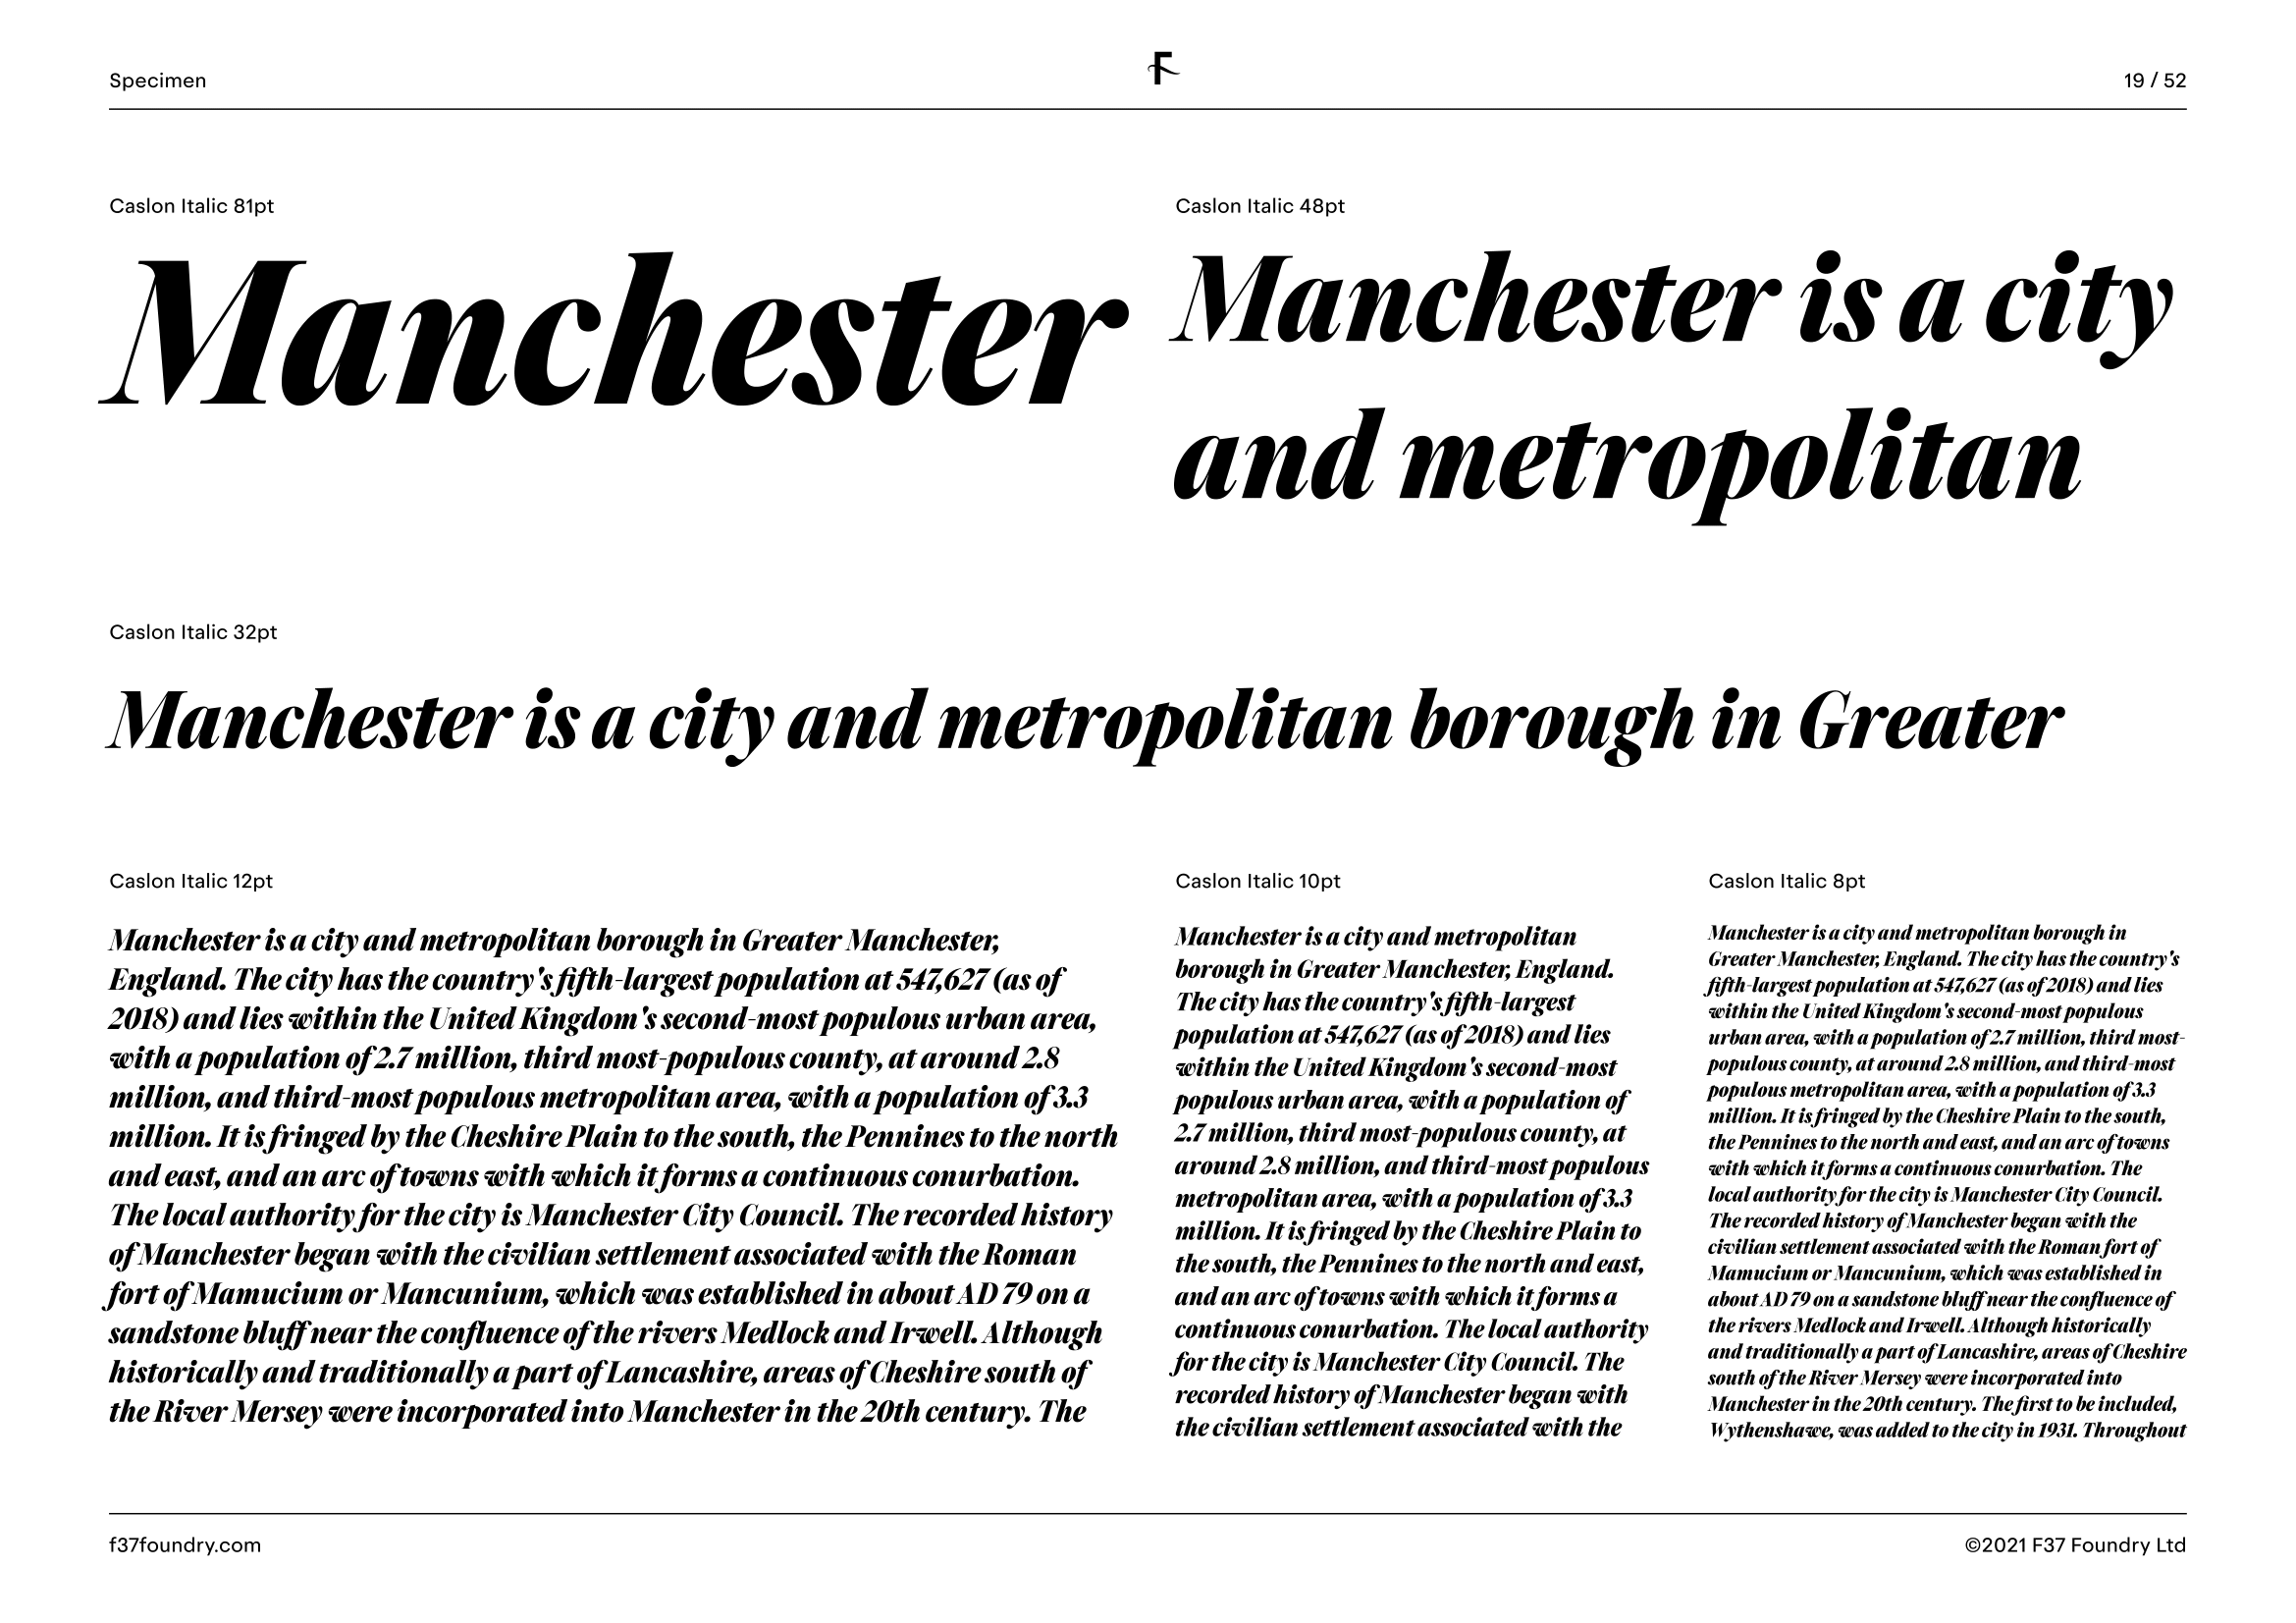 Specimen
F
19 / 52
Caslon Italic 81pt
Manchester
Caslon Italic 48pt
Manchester is a city
and metropolitan
Caslon Italic 32pt
Manchester is a city and metropolitan borough in Greater
Caslon Italic 12pt
Manchester is a city and metropolitan borough in Greater Manchester,
England. The city has the country's fifth-largest population at 547,627 (as of
2018) and lies within the United Kingdom's second-most populous urban area,
with a population of 2.7 million, third most-populous county, at around 2.8
million, and third-most populous metropolitan area, with a population of 3.3
million. It is fringed by the Cheshire Plain to the south, the Pennines to the north
and east, and an arc of towns with which it forms a continuous conurbation.
The local authority for the city is Manchester City Council. The recorded history
of Manchester began with the civilian settlement associated with the Roman
fort of Mamucium or Mancunium, which was established in about AD 79 on a
sandstone bluff near the confluence of the rivers Medlock and Irwell. Although
historically and traditionally a part of Lancashire, areas of Cheshire south of
the River Mersey were incorporated into Manchester in the 20th century. The
Caslon Italic 10pt
Manchester is a city and metropolitan
borough in Greater Manchester, England.
The city has the country's fifth-largest
population at 547,627 (as of 2018) and lies
within the United Kingdom's second-most
populous urban area, with a population of
2.7 million, third most-populous county, at
around 2.8 million, and third-most populous
metropolitan area, with a population of 3.3
million. It is fringed by the Cheshire Plain to
the south, the Pennines to the north and east,
and an arc of towns with which it forms a
continuous conurbation. The local authority
for the city is Manchester City Council. The
recorded history of Manchester began with
the civilian settlement associated with the
Caslon Italic 8pt
Manchester is a city and metropolitan borough in
Greater Manchester, England. The city has the country's
fifth-largest population at 547,627 (as of 2018) and lies
within the United Kingdom's second-most populous
urban area, with a population of 2.7 million, third most-
populous county, at around 2.8 million, and third-most
populous metropolitan area, with a population of 3.3
million. It is fringed by the Cheshire Plain to the south,
the Pennines to the north and east, and an arc of towns
with which it forms a continuous conurbation. The
local authority for the city is Manchester City Council.
The recorded history of Manchester began with the
civilian settlement associated with the Roman fort of
Mamucium or Mancunium, which was established in
about AD 79 on a sandstone bluff near the confluence of
the rivers Medlock and Irwell. Although historically
and traditionally a part of Lancashire, areas of Cheshire
south of the River Mersey were incorporated into
Manchester in the 20th century. The first to be included,
Wythenshawe, was added to the city in 1931. Throughout
f37foundry.com
©2021 F37 Foundry Ltd